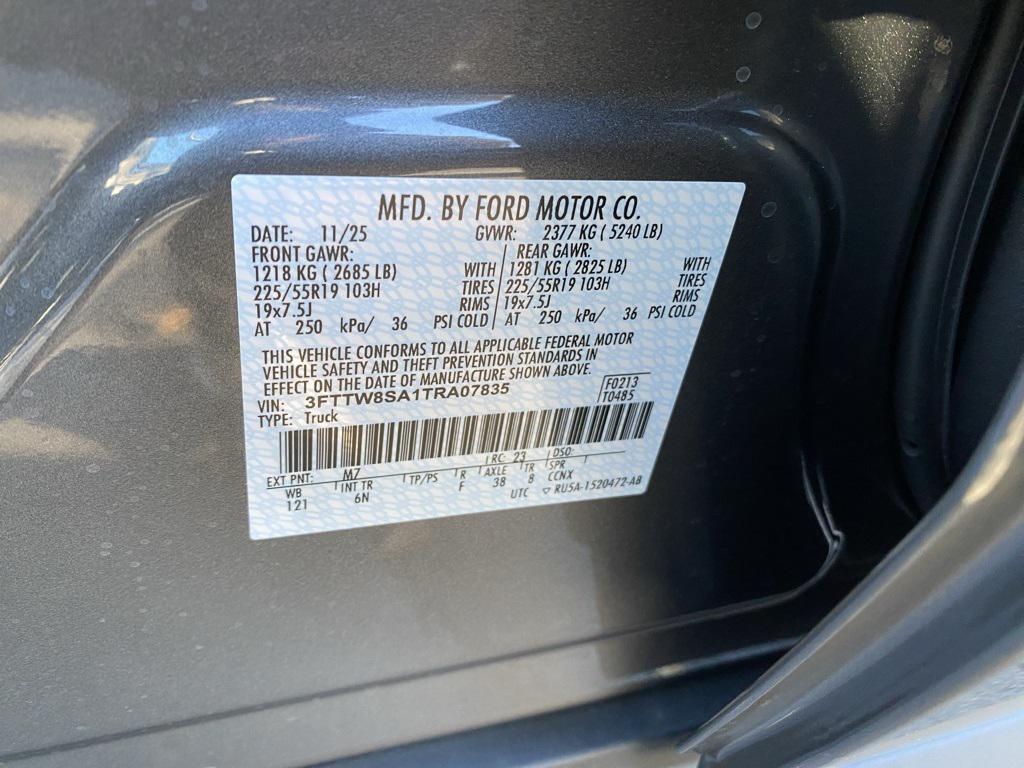 MFD. BY FORD MOTOR CO.
DATE: 11/25 GVWR: 2377 KG ( 5240 LB)
FRONT GAWR: REAR GAWR:
1218 KG ( 2685 LB) WITH 1281 KG ( 2825 LB) WITH
225/55R19 103H TIRES 225/55R19 103H TIRES
19x7.5J RIMS 19x7.5J RIMS
AT 250 kPa/ 36 PSI COLD AT 250 kPa/ 36 PSI COLD
THIS VEHICLE CONFORMS TO ALL APPLICABLE FEDERAL MOTOR
VEHICLE SAFETY AND THEFT PREVENTION STANDARDS IN
EFFECT ON THE DATE OF MANUFACTURE SHOWN ABOVE.
VIN: 3FTTW8SA1TRA07835 F0213
TYPE: Truck T0485
EXT PNT: M7 RC: 23 DSO:
WB INT TR TP/PS R AXLE TR SPR
121 6N F 38 8 CCNX
UTC RU5A-1520472-AB